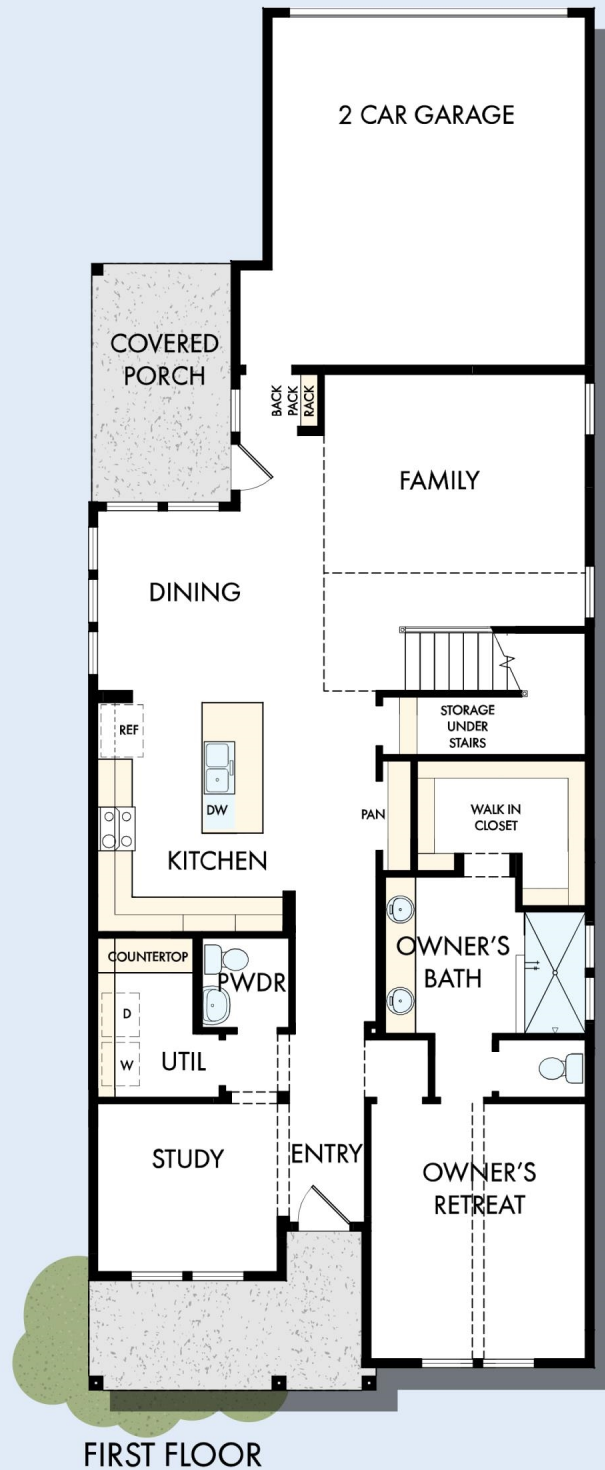 2 CAR GARAGE
COVERED
PORCH
BACK
PACK
RACK
FAMILY
DINING
REF
STORAGE
UNDER
STAIRS
DW
PAN
WALK IN
CLOSET
KITCHEN
COUNTERTOP
PWDR
OWNER'S
BATH
D
W
UTIL
STUDY
ENTRY
OWNER'S
RETREAT
FIRST FLOOR